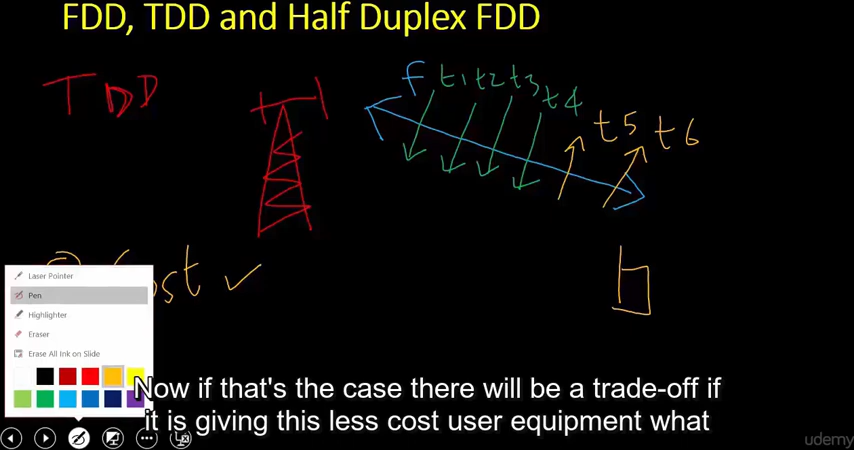 FDD, TDD and Half Duplex FDD
TDD
f t1 t2 t3 t4 t5 t6
Cost ✓
Laser Pointer
Pen
Highlighter
Eraser
Erase All Ink on Slide
Now if that's the case there will be a trade-off if
it is giving this less cost user equipment what
udemy